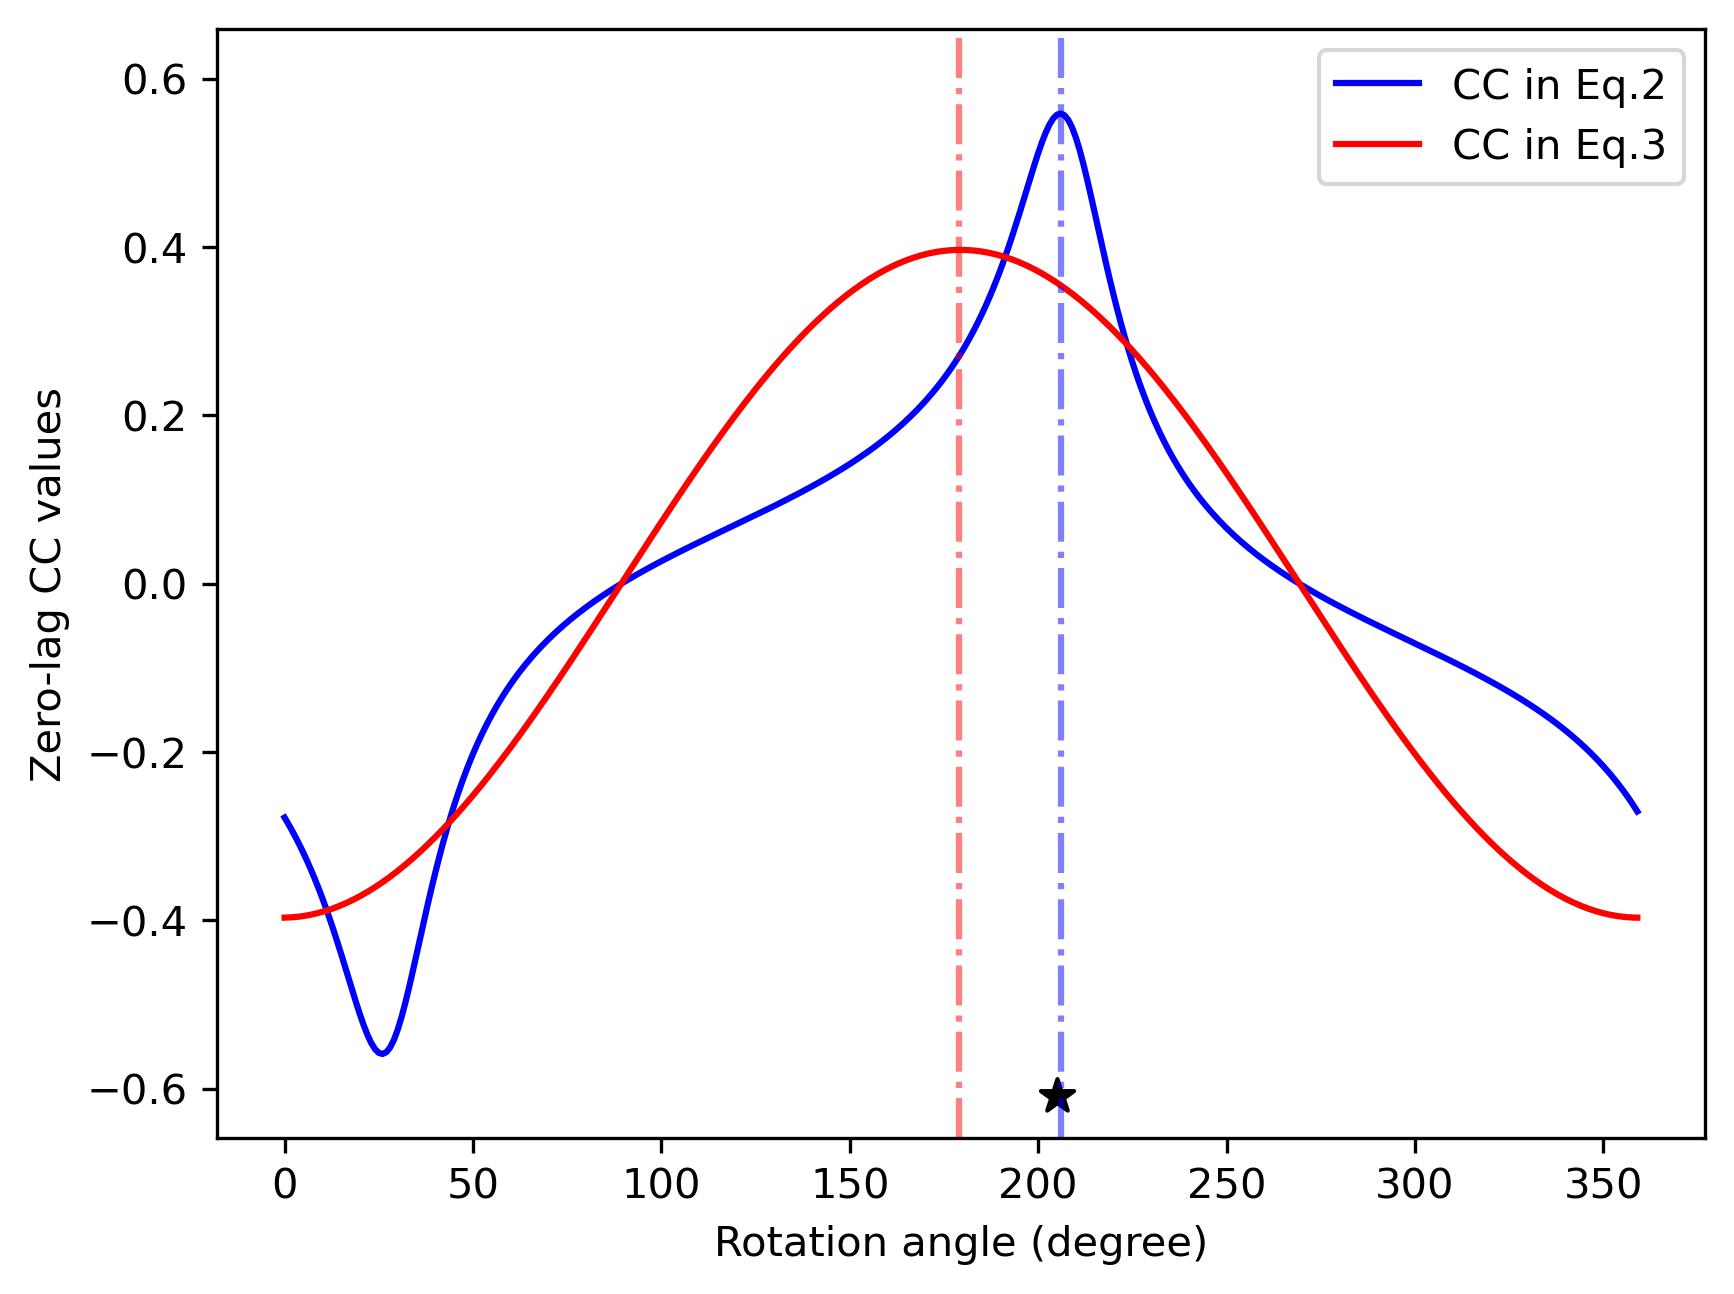 CC in Eq.2
CC in Eq.3
Zero-lag CC values
0.6
0.4
0.2
0.0
−0.2
−0.4
−0.6
0 50 100 150 200 250 300 350
Rotation angle (degree)